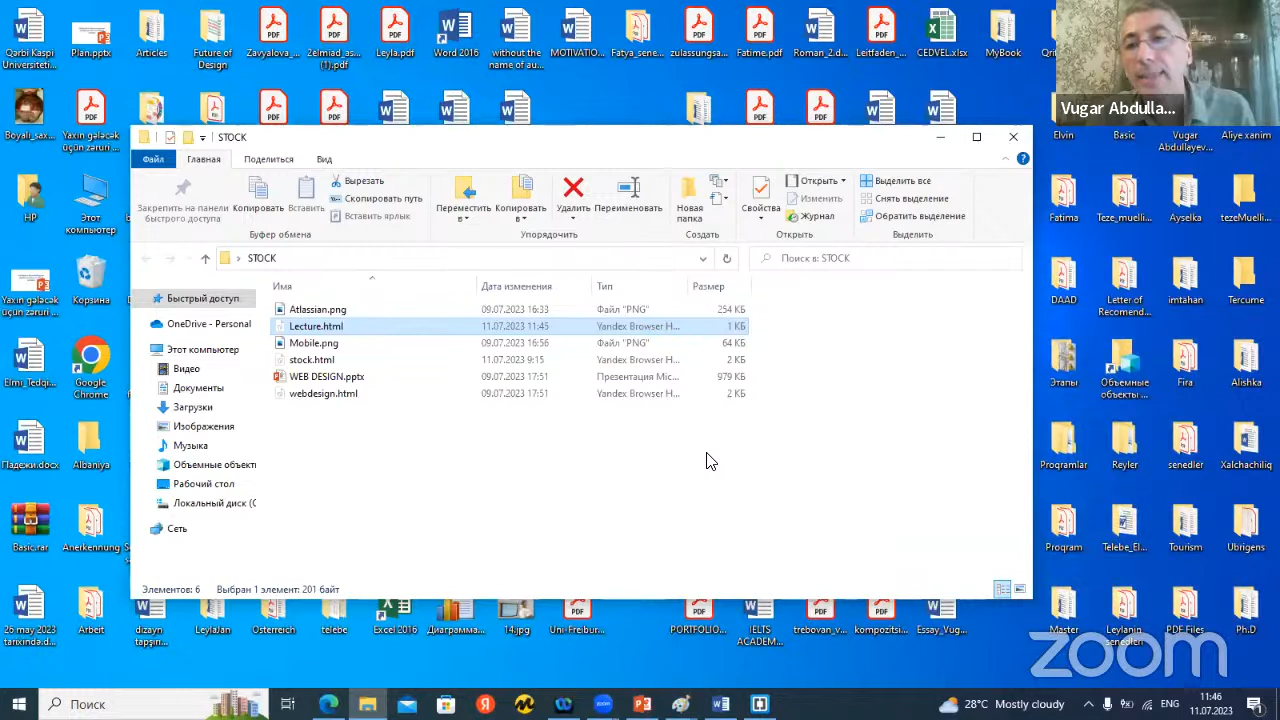 Qərbi Kaspi
Universiteti...
Plan.pptx
Articles
Future of
Design
Zavyalova_...
Zelmiad_as...
(1).pdf
Leyla.pdf
Word 2016
without the
name of au...
MOTIVATIO...
Fatya_sene...
zulassungsa...
Fatime.pdf
Roman_2.d...
Leitfaden_...
CEDVEL.xlsx
MyBook
Vugar Abdulla...
Boyali_sax...
Yaxın gələcək
üçün zəruri ...
Elvin
Basic
Vugar
Abdullayev...
Aliye xanim
STOCK
Файл
Главная
Поделиться
Вид
Закрепить на панели
быстрого доступа
Копировать
Вставить
Вырезать
Скопировать путь
Вставить ярлык
Буфер обмена
Переместить
в
Копировать
в
Удалить
Переименовать
Упорядочить
Новая
папка
Создать
Свойства
Открыть
Изменить
Журнал
Открыть
Выделить все
Снять выделение
Обратить выделение
Выделить
STOCK
Поиск в: STOCK
Имя
Дата изменения
Тип
Размер
Atlassian.png 09.07.2023 16:33 Файл "PNG" 254 КБ
Lecture.html 11.07.2023 11:45 Yandex Browser H... 1 КБ
Mobile.png 09.07.2023 16:56 Файл "PNG" 64 КБ
stock.html 11.07.2023 9:15 Yandex Browser H... 2 КБ
WEB DESIGN.pptx 09.07.2023 17:51 Презентация Mic... 979 КБ
webdesign.html 09.07.2023 17:51 Yandex Browser H... 2 КБ
Быстрый доступ
OneDrive - Personal
Этот компьютер
Видео
Документы
Загрузки
Изображения
Музыка
Объемные объект
Рабочий стол
Локальный диск (C
Сеть
Элементов: 6 Выбран 1 элемент: 201 байт
HP
Этот
компьютер
Yaxın gələcək
üçün zəruri ...
Корзина
Elmi_Tedqi...
Google
Chrome
Падежи.docx
Albaniya
Basic.rar
Anerkennung
26 may 2023
tarixində.d...
Arbeit
dizayn
tapşın...
LeylaJan
Osterreich
telebe
Excel 2016
Диаграмма...
14.jpg
Uni-Freibur...
PORTFOLIO...
IELTS
ACADEM...
trebovan_v...
kompozitsi...
Essay_Vug...
Fatima
Teze_muelli...
Ayselka
tezeMuelli...
DAAD
Letter of
Recomend...
imtahan
Tercume
Этапы
Объемные
объекты ...
Fira
Alishka
Proqramlar
Reyler
senedler
Xalchachiliq
Proqram
Telebe_El...
Tourism
Ubrigens
Master
Leylanin
senedleri
PDF Files
Ph.D
zoom
Поиск
28°C Mostly cloudy
ENG
11:46
11.07.2023